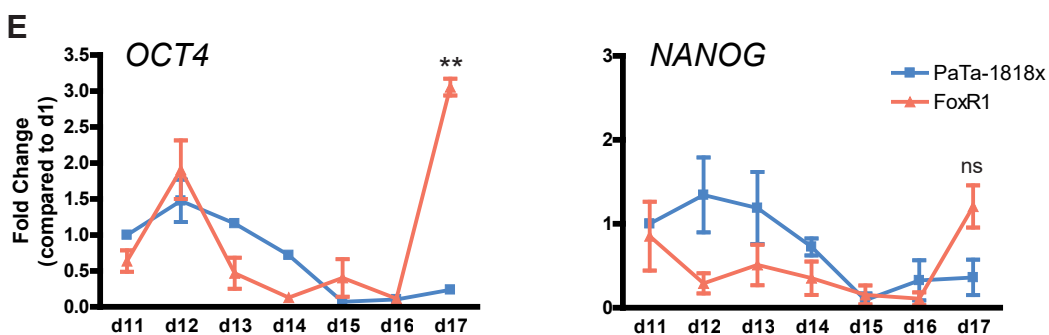 E
OCT4
Fold Change
(compared to d1)
3.5
3.0
2.5
2.0
1.5
1.0
0.5
0.0
**
d11 d12 d13 d14 d15 d16 d17
NANOG
3
2
1
0
PaTa-1818x
FoxR1
ns
d11 d12 d13 d14 d15 d16 d17